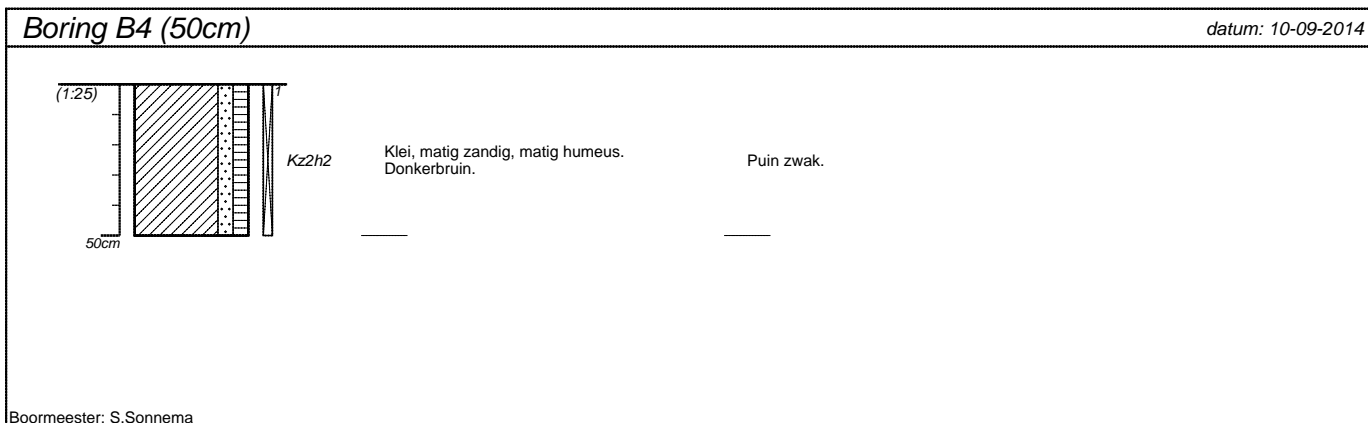 Boring B4 (50cm)
datum: 10-09-2014
(1:25)
1
Kz2h2
Klei, matig zandig, matig humeus.
Donkerbruin.
Puin zwak.
50cm
Boormeester: S.Sonnema